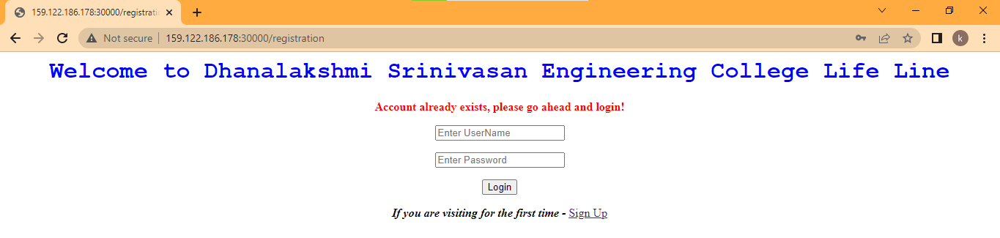 159.122.186.178:30000/registratic
Not secure 159.122.186.178:30000/registration
k
Welcome to Dhanalakshmi Srinivasan Engineering College Life Line
Account already exists, please go ahead and login!
Enter UserName
Enter Password
Login
If you are visiting for the first time - Sign Up